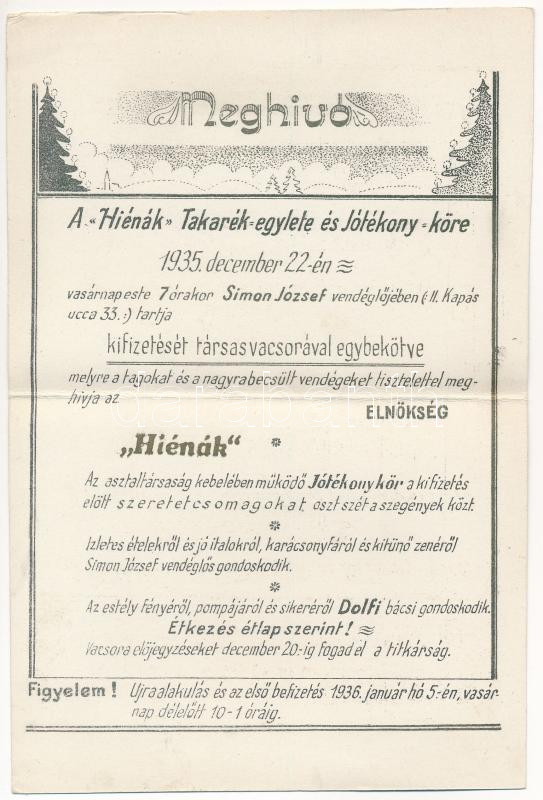 Meghivó
A «Hiénák» Takarék=egylete és Jótékony=köre
1935. december 22-én ≈
vasárnap este 7 órakor Simon József vendéglőjében (:II. Kapás
ucca 33.:) tartja
kifizetését társasvacsorával egybekötve
melyre a tagokat és a nagyrabecsült vendégeket tisztelettel meg-
hivja az
ELNÖKSÉG
„Hiénák" *
Az asztaltársaság kebelében működő Jótékonykör a kifizetés
előtt szeretetcsomagokat oszt szét a szegények közt.
*
Izletes ételekről és jó italokról, karácsonyfáról és kitünő zenéről
Simon József vendéglős gondoskodik.
*
Az estély fényéről, pompájáról és sikeréről Dolfi bácsi gondoskodik.
Étkezés étlap szerint! ≈
Vacsora előjegyzéseket december 20-ig fogad el a titkárság.
Figyelem! Ujra alakulás és az első befizetés 1936. január hó 5.-én, vasár-
nap délelőtt 10-1 óráig.